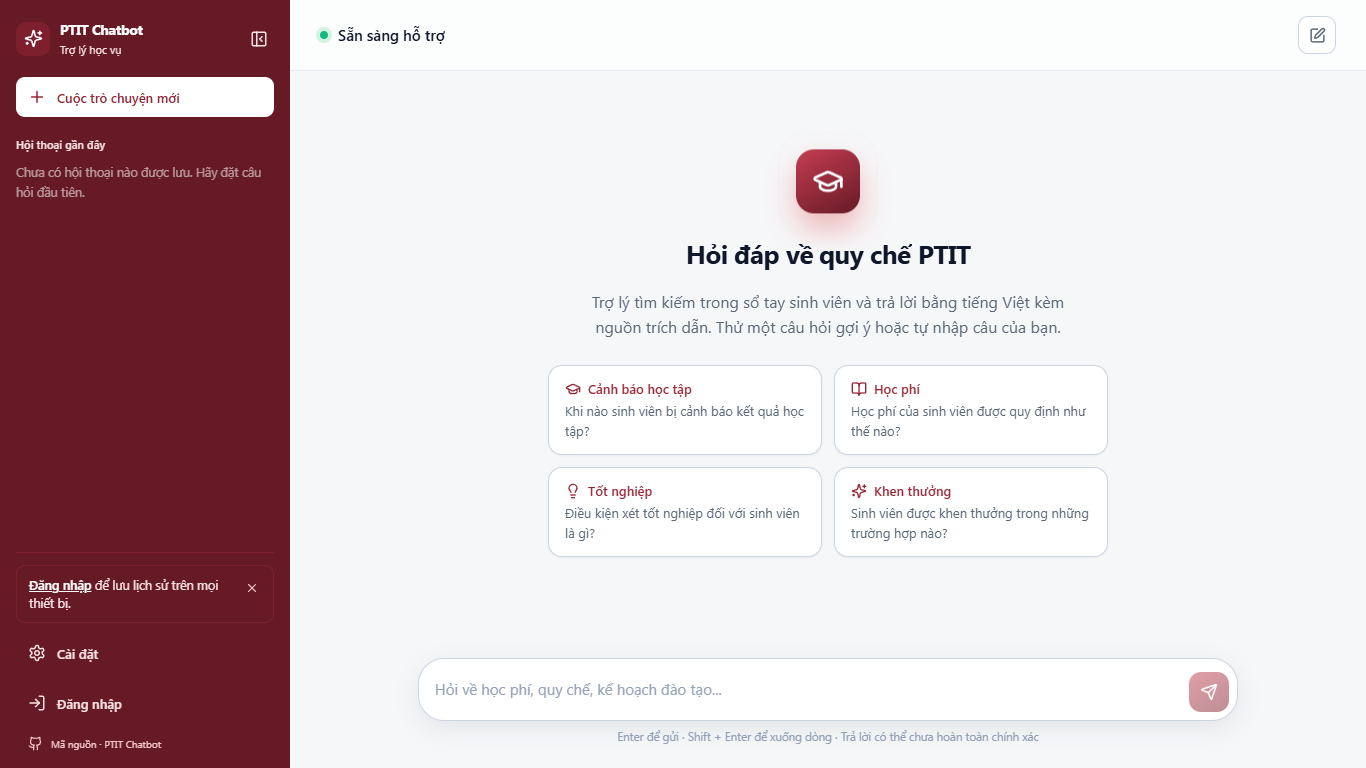 PTIT Chatbot
Trợ lý học vụ
Cuộc trò chuyện mới
Hội thoại gần đây
Chưa có hội thoại nào được lưu. Hãy đặt câu
hỏi đầu tiên.
Đăng nhập để lưu lịch sử trên mọi
thiết bị.
Cài đặt
Đăng nhập
Mã nguồn · PTIT Chatbot
Sẵn sàng hỗ trợ
Hỏi đáp về quy chế PTIT
Trợ lý tìm kiếm trong sổ tay sinh viên và trả lời bằng tiếng Việt kèm
nguồn trích dẫn. Thử một câu hỏi gợi ý hoặc tự nhập câu của bạn.
Cảnh báo học tập
Khi nào sinh viên bị cảnh báo kết quả học
tập?
Học phí
Học phí của sinh viên được quy định như
thế nào?
Tốt nghiệp
Điều kiện xét tốt nghiệp đối với sinh viên
là gì?
Khen thưởng
Sinh viên được khen thưởng trong những
trường hợp nào?
Hỏi về học phí, quy chế, kế hoạch đào tạo...
Enter để gửi · Shift + Enter để xuống dòng · Trả lời có thể chưa hoàn toàn chính xác